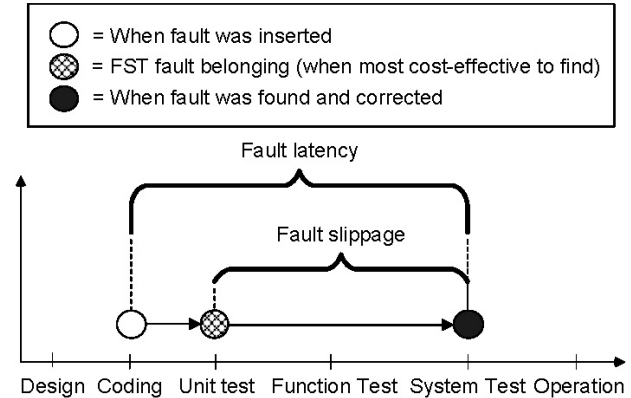 = When fault was inserted
= FST fault belonging (when most cost-effective to find)
= When fault was found and corrected
Fault latency
Fault slippage
Design Coding Unit test Function Test System Test Operation